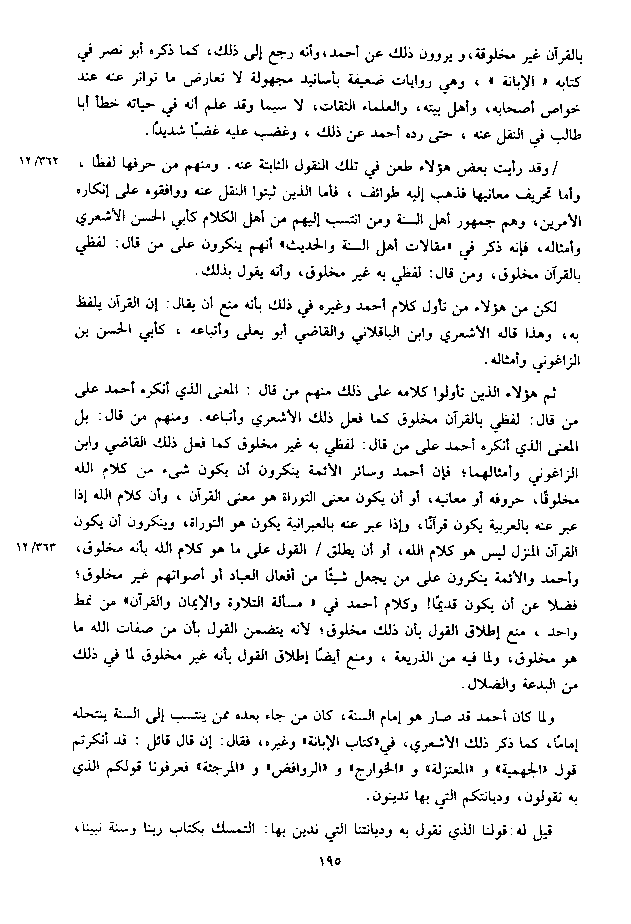 بالقرآن غير مخلوقة، و يروون ذلك عن أحمد، وأنه رجع إلى ذلك، كما ذكره أبو نصر في
كتابه « الإبانة » ، وهي روايات ضعيفة بأسانيد مجهولة لا تعارض ما تواتر عنه عند
خواص أصحابه، وأهل بيته، والعلماء الثقات، لا سيما وقد علم أنه في حياته خطأ أبا
طالب في النقل عنه ، حتى رده أحمد عن ذلك ، وغضب عليه غضبًا شديدًا.
١٢/٣٦٢ / وقد رأيت بعض هؤلاء طعن في تلك النقول الثابتة عنه. ومنهم من حرفها لفظًا ،
وأما تحريف معانيها فذهب إليه طوائف ، فأما الذين ثبتوا النقل عنه ووافقوه على إنكاره
الأمرين، وهم جمهور أهل السنة ومن انتسب إليهم من أهل الكلام كأبي الحسن الأشعري
وأمثاله، فإنه ذكر في «مقالات أهل السنة والحديث» أنهم ينكرون على من قال: لفظي
بالقرآن مخلوق، ومن قال: لفظي به غير مخلوق، وأنه يقول بذلك.
لكن من هؤلاء من تأول كلام أحمد وغيره في ذلك بأنه منع أن يقال: إن القرآن يلفظ
به، وهذا قاله الأشعري وابن الباقلاني والقاضي أبو يعلى وأتباعه ، كأبي الحسن بن
الزاغوني وأمثاله.
ثم هؤلاء الذين تأولوا كلامه على ذلك منهم من قال : المعنى الذي أنكره أحمد على
من قال: لفظي بالقرآن مخلوق كما فعل ذلك الأشعري وأتباعه. ومنهم من قال: بل
المعنى الذي أنكره أحمد على من قال: لفظي به غير مخلوق كما فعل ذلك القاضي وابن
الزاغوني وأمثالهما؛ فإن أحمد وسائر الأئمة ينكرون أن يكون شىء من كلام الله
مخلوقًا، حروفه أو معانيه، أو أن يكون معنى التوراة هو معنى القرآن ، وأن كلام الله إذا
عبر عنه بالعربية يكون قرآنًا، وإذا عبر عنه بالعبرانية يكون هو التوراة، وينكرون أن يكون
١٢/٣٦٣ القرآن المنزل ليس هو كلام الله، أو أن يطلق / القول على ما هو كلام الله بأنه مخلوق،
وأحمد والأئمة ينكرون على من يجعل شيئًا من أفعال العباد أو أصواتهم غير مخلوق؛
فضلا عن أن يكون قديمًا! وكلام أحمد في « مسألة التلاوة والإيمان والقرآن» من نمط
واحد ، منع إطلاق القول بأن ذلك مخلوق؛ لأنه يتضمن القول بأن من صفات الله ما
هو مخلوق، ولما فيه من الذريعة ، ومنع أيضًا إطلاق القول بأنه غير مخلوق لما في ذلك
من البدعة والضلال.
ولما كان أحمد قد صار هو إمام السنة، كان من جاء بعده ممن ينتسب إلى السنة ينتحله
إمامًا، كما ذكر ذلك الأشعري، في«كتاب الإبانة» وغيره، فقال: إن قال قائل : قد أنكرتم
قول «الجهمية» و «المعتزلة» و «الخوارج» و «الروافض» و «المرجئة» فعرفونا قولكم الذي
به تقولون، وديانتكم التي بها تدينون.
قيل له: قولنا الذي نقول به وديانتنا التي ندين بها: التمسك بكتاب ربنا وسنة نبينا،
١٩٥